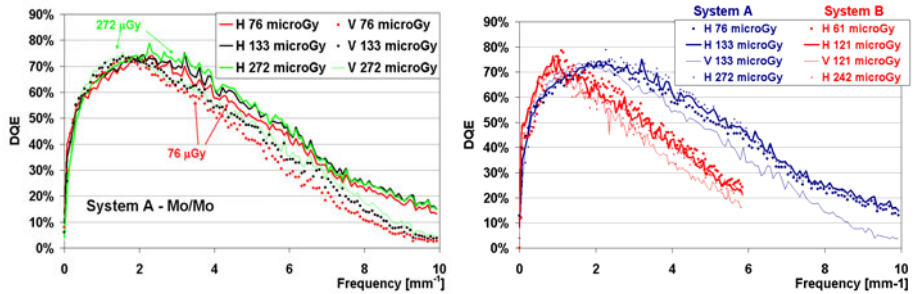 272 µGy
H 76 microGy V 76 microGy
H 133 microGy V 133 microGy
H 272 microGy V 272 microGy
80%
70%
60%
50%
40%
30%
20%
10%
0%
DQE
76 µGy
System A - Mo/Mo
0 2 4 6 8 10
Frequency [mm⁻¹]
System A System B
H 76 microGy H 61 microGy
H 133 microGy H 121 microGy
V 133 microGy V 121 microGy
H 272 microGy H 242 microGy
90%
80%
70%
60%
50%
40%
30%
20%
10%
0%
DQE
0 2 4 6 8 10
Frequency [mm-1]